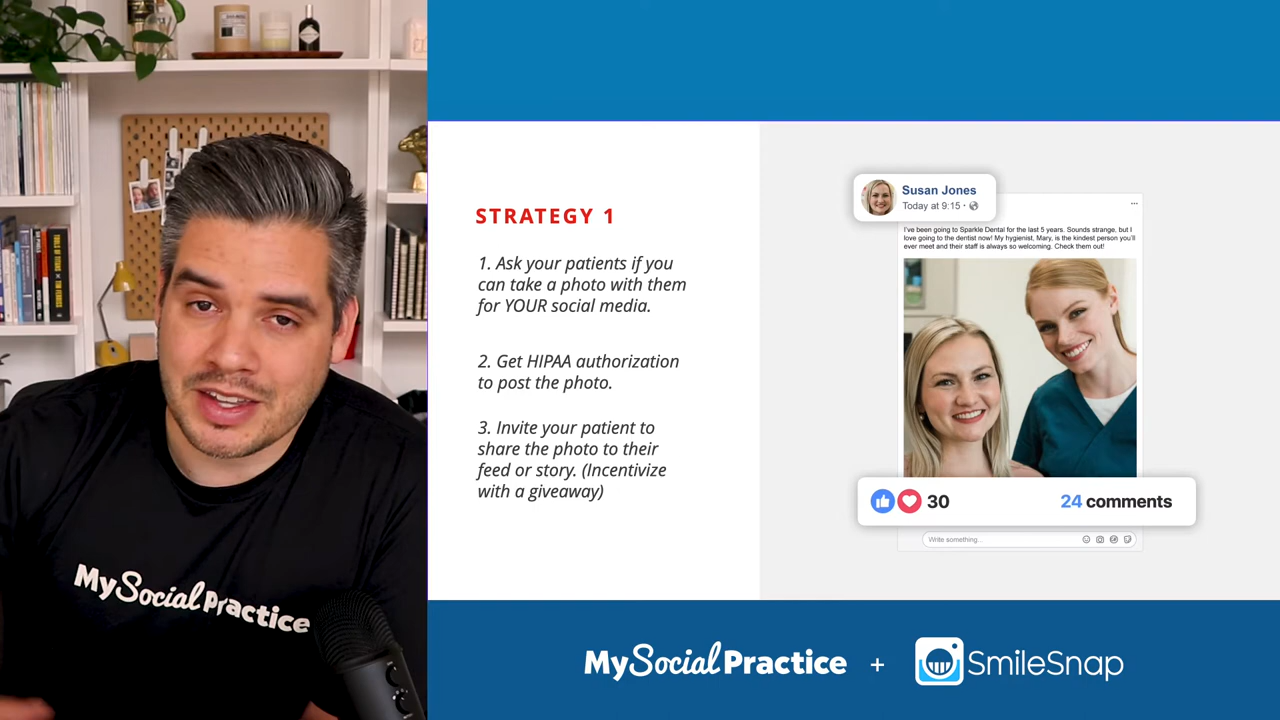 STRATEGY 1
1. Ask your patients if you
can take a photo with them
for YOUR social media.
2. Get HIPAA authorization
to post the photo.
3. Invite your patient to
share the photo to their
feed or story. (Incentivize
with a giveaway)
Susan Jones
Today at 9:15 ·
I've been going to Sparkle Dental for the last 5 years. Sounds strange, but I
love going to the dentist now! My hygienist, Mary, is the kindest person you'll
ever meet and their staff is always so welcoming. Check them out!
30
24 comments
Write something...
MySocialPractice
+
SmileSnap
MySocialPractice
TOOLS OF TITANS
TIM FERRISS